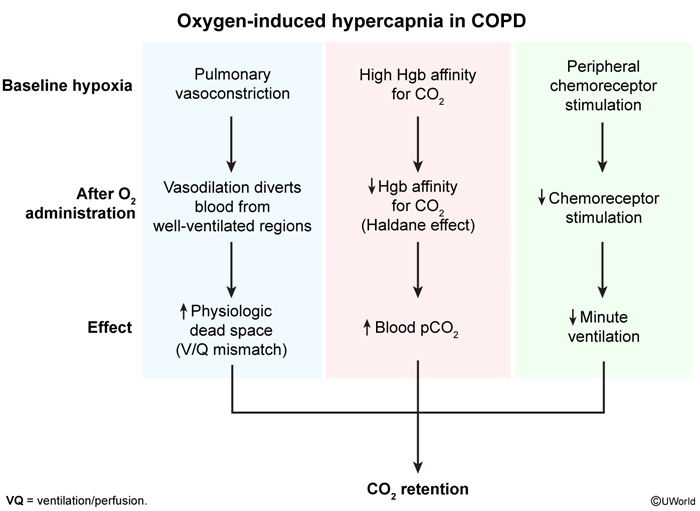 Oxygen-induced hypercapnia in COPD
Baseline hypoxia
Pulmonary
vasoconstriction
High Hgb affinity
for CO₂
Peripheral
chemoreceptor
stimulation
After O₂
administration
Vasodilation diverts
blood from
well-ventilated regions
↓Hgb affinity
for CO₂
(Haldane effect)
↓Chemoreceptor
stimulation
Effect
↑Physiologic
dead space
(V/Q mismatch)
↑Blood pCO₂
↓Minute
ventilation
CO₂ retention
VQ = ventilation/perfusion.
©UWorld